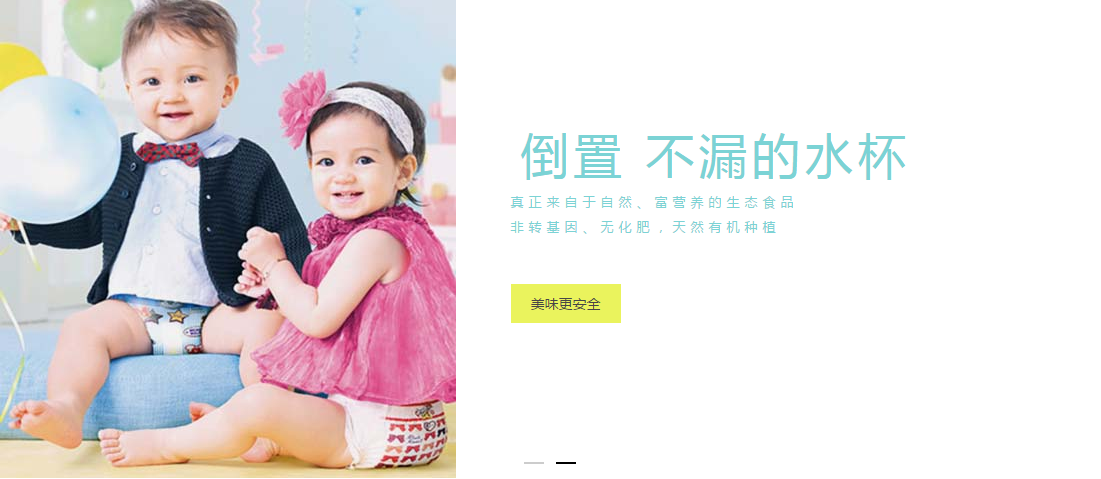 倒置 不漏的水杯
真正来自于自然、富营养的生态食品
非转基因、无化肥，天然有机种植
美味更安全